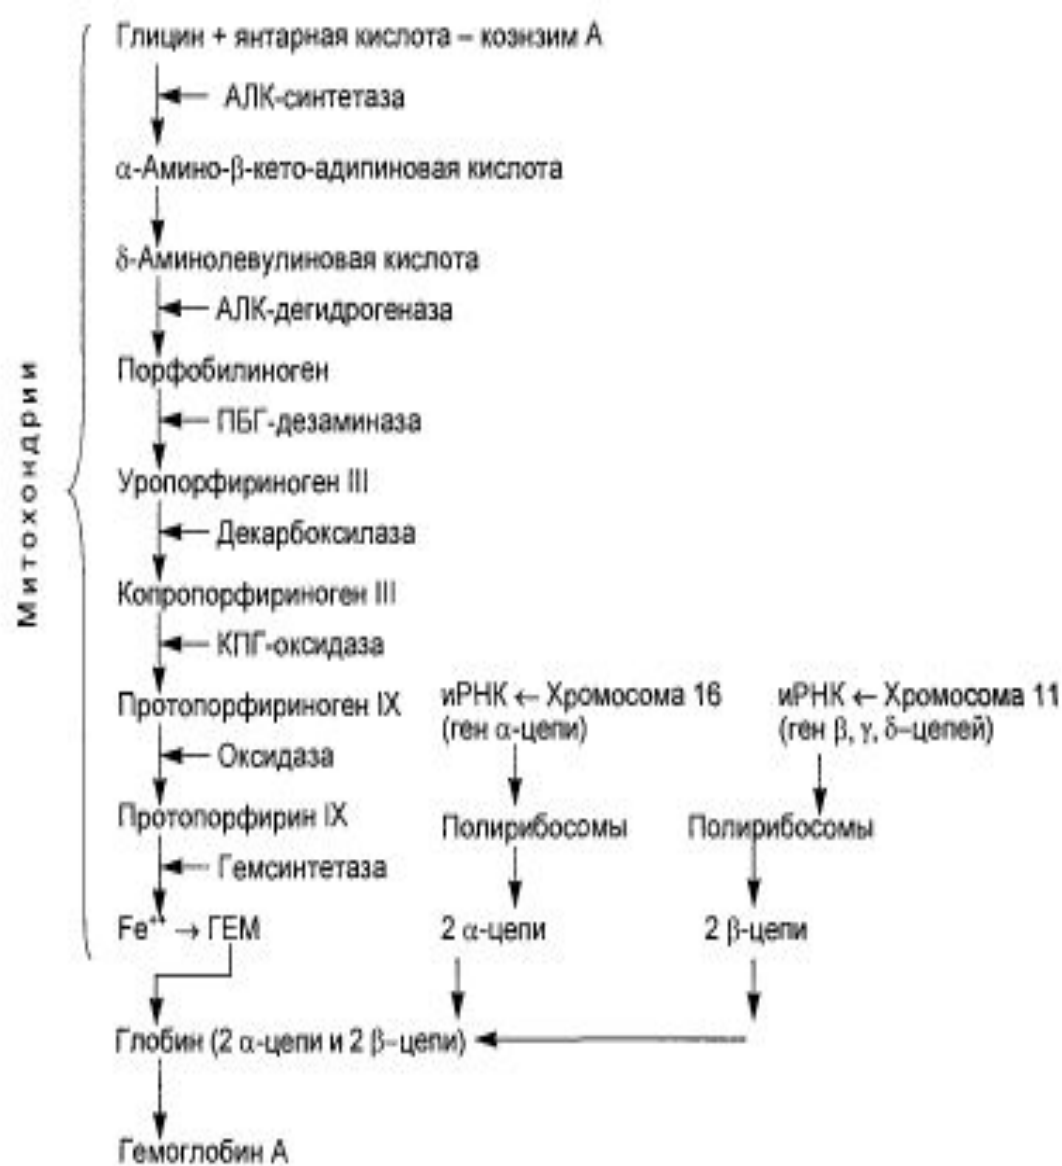 Глицин + янтарная кислота – коэнзим А
АЛК-синтетаза
α-Амино-β-кето-адипиновая кислота
δ-Аминолевулиновая кислота
АЛК-дегидрогеназа
Порфобилиноген
ПБГ-дезаминаза
Уропорфириноген III
Декарбоксилаза
Копропорфириноген III
КПГ-оксидаза
Протопорфириноген IX
Оксидаза
Протопорфирин IX
Гемсинтетаза
Fe⁺⁺ → ГЕМ
Митохондрии
иРНК ← Хромосома 16
(ген α-цепи)
Полирибосомы
2 α-цепи
иРНК ← Хромосома 11
(ген β, γ, δ–цепей)
Полирибосомы
2 β-цепи
Глобин (2 α-цепи и 2 β–цепи)
Гемоглобин А